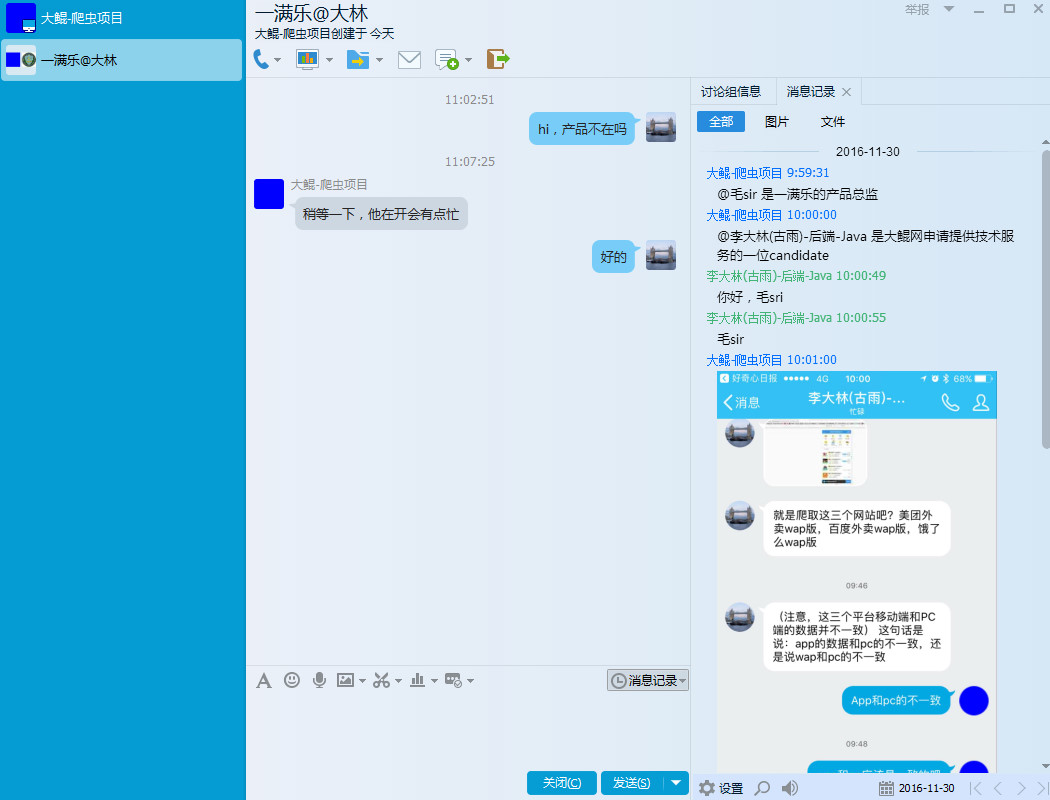 大鲲-爬虫项目
一满乐@大林
一满乐@大林
大鲲-爬虫项目创建于 今天
举报
11:02:51
hi，产品不在吗
11:07:25
大鲲-爬虫项目
稍等一下，他在开会有点忙
好的
消息记录
关闭(C)
发送(S)
讨论组信息
消息记录
全部
图片
文件
2016-11-30
大鲲-爬虫项目 9:59:31
@毛sir 是一满乐的产品总监
大鲲-爬虫项目 10:00:00
@李大林(古雨)-后端-Java 是大鲲网申请提供技术服
务的一位candidate
李大林(古雨)-后端-Java 10:00:49
你好，毛sri
李大林(古雨)-后端-Java 10:00:55
毛sir
大鲲-爬虫项目 10:01:00
好奇心日报
4G
10:00
68%
消息
李大林(古雨)-...
忙碌
就是爬取这三个网站吧？美团外
卖wap版，百度外卖wap版，饿了
么wap版
09:46
（注意，这三个平台移动端和PC
端的数据并不一致） 这句话是
说：app的数据和pc的不一致，还
是说wap和pc的不一致
App和pc的不一致
09:48
设置
2016-11-30